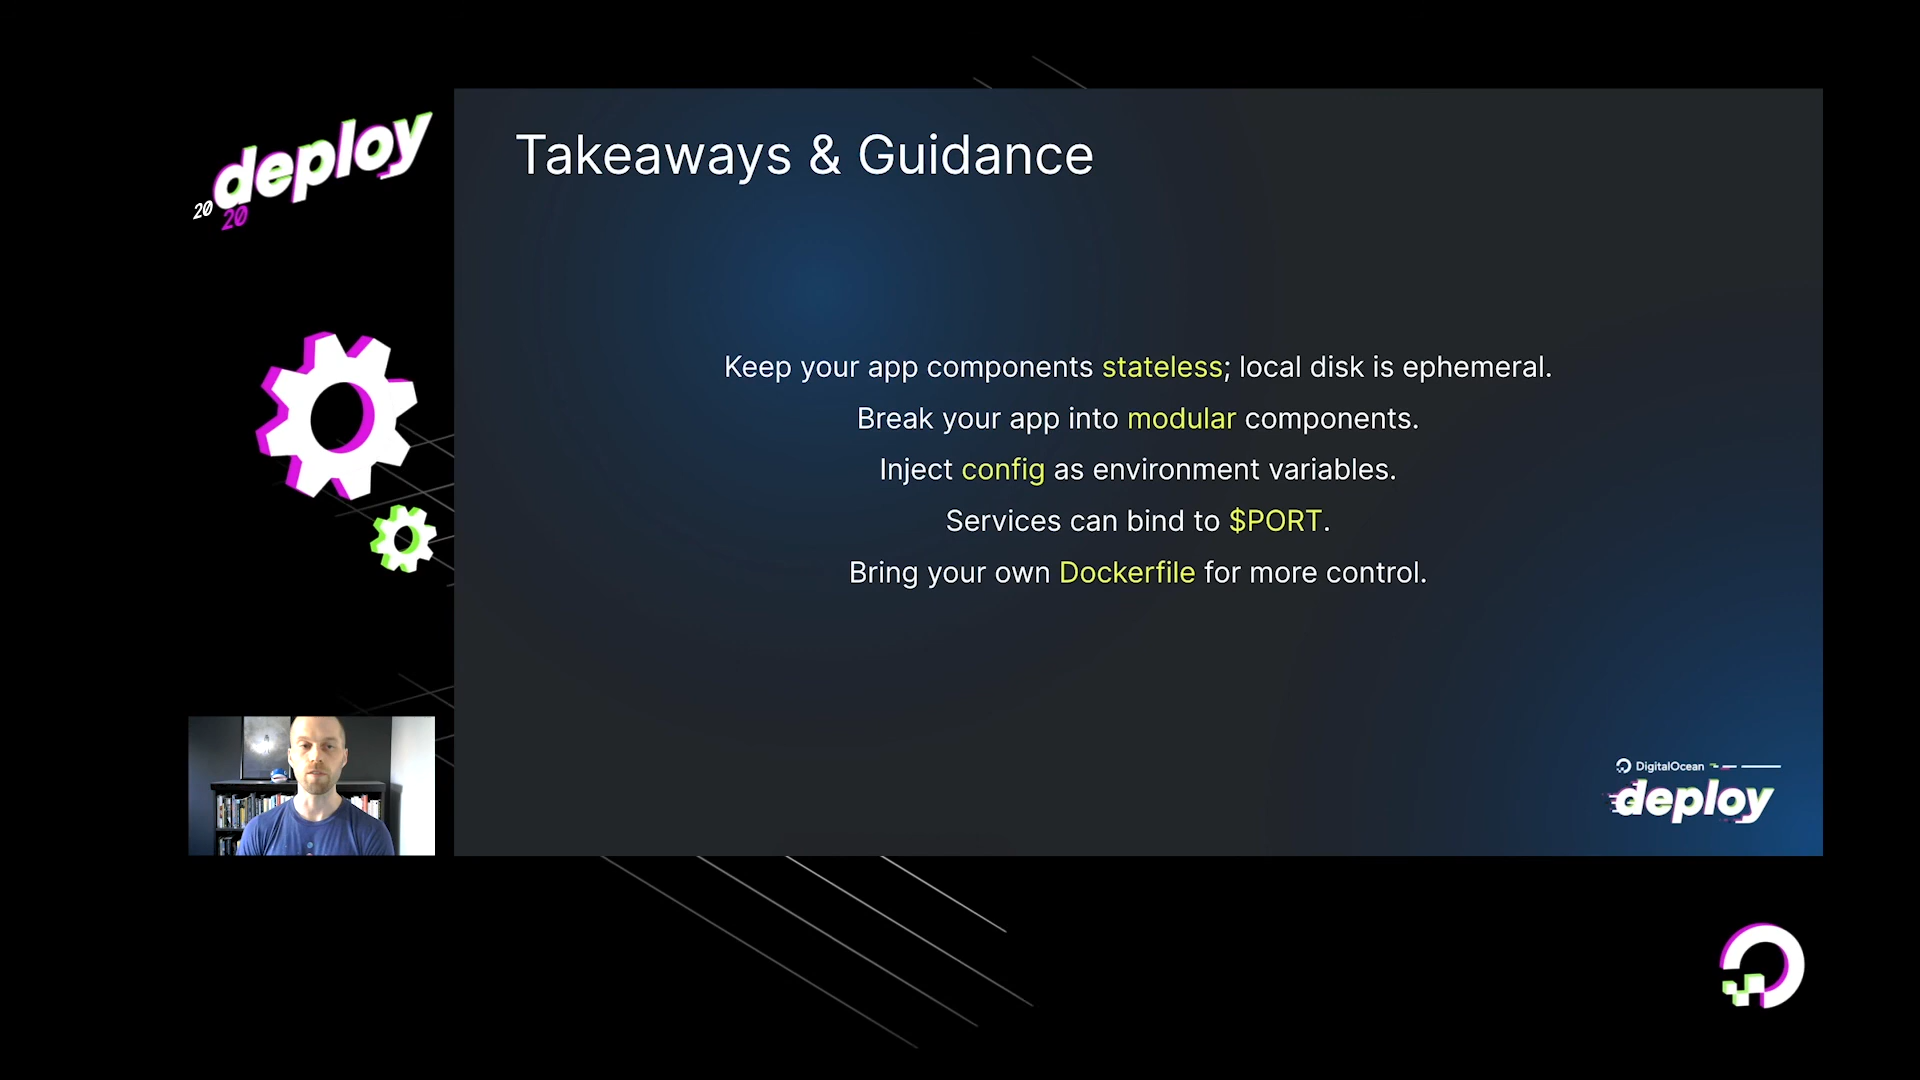 deploy
20
20
Takeaways & Guidance
Keep your app components stateless; local disk is ephemeral.
Break your app into modular components.
Inject config as environment variables.
Services can bind to $PORT.
Bring your own Dockerfile for more control.
DigitalOcean
deploy